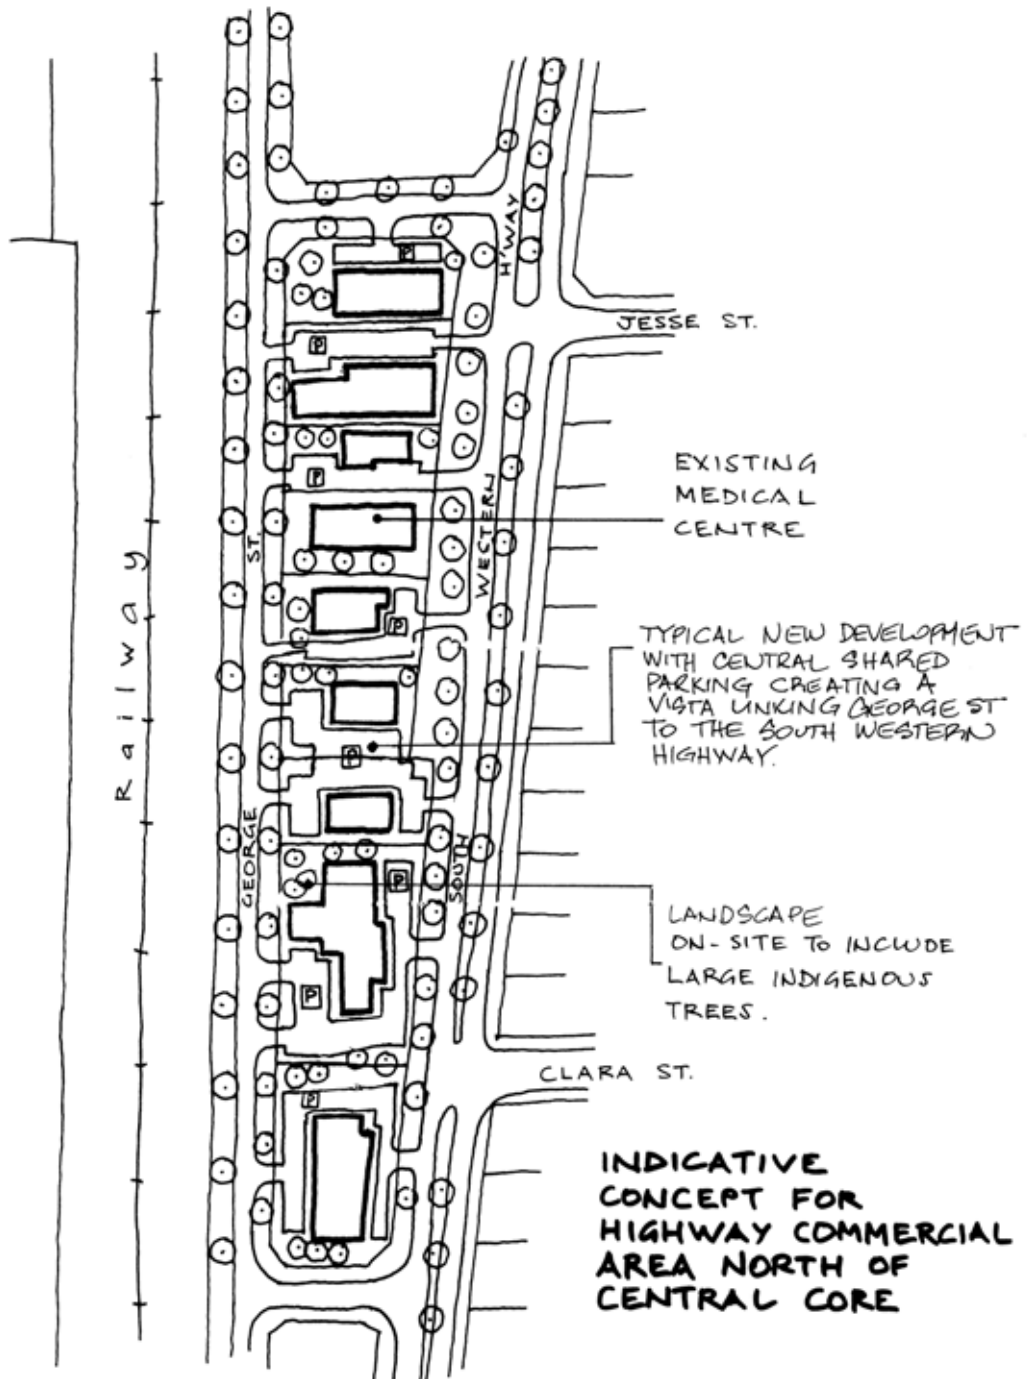 H'WAY
JESSE ST.
P
P
EXISTING
MEDICAL
CENTRE
P
WESTERN
ST.
Railway
P
TYPICAL NEW DEVELOPMENT
WITH CENTRAL SHARED
PARKING CREATING A
VISTA LINKING GEORGE ST
TO THE SOUTH WESTERN
HIGHWAY.
P
GEORGE
SOUTH
P
LANDSCAPE
ON-SITE TO INCLUDE
LARGE INDIGENOUS
TREES.
P
CLARA ST.
P
INDICATIVE
CONCEPT FOR
HIGHWAY COMMERCIAL
AREA NORTH OF
CENTRAL CORE